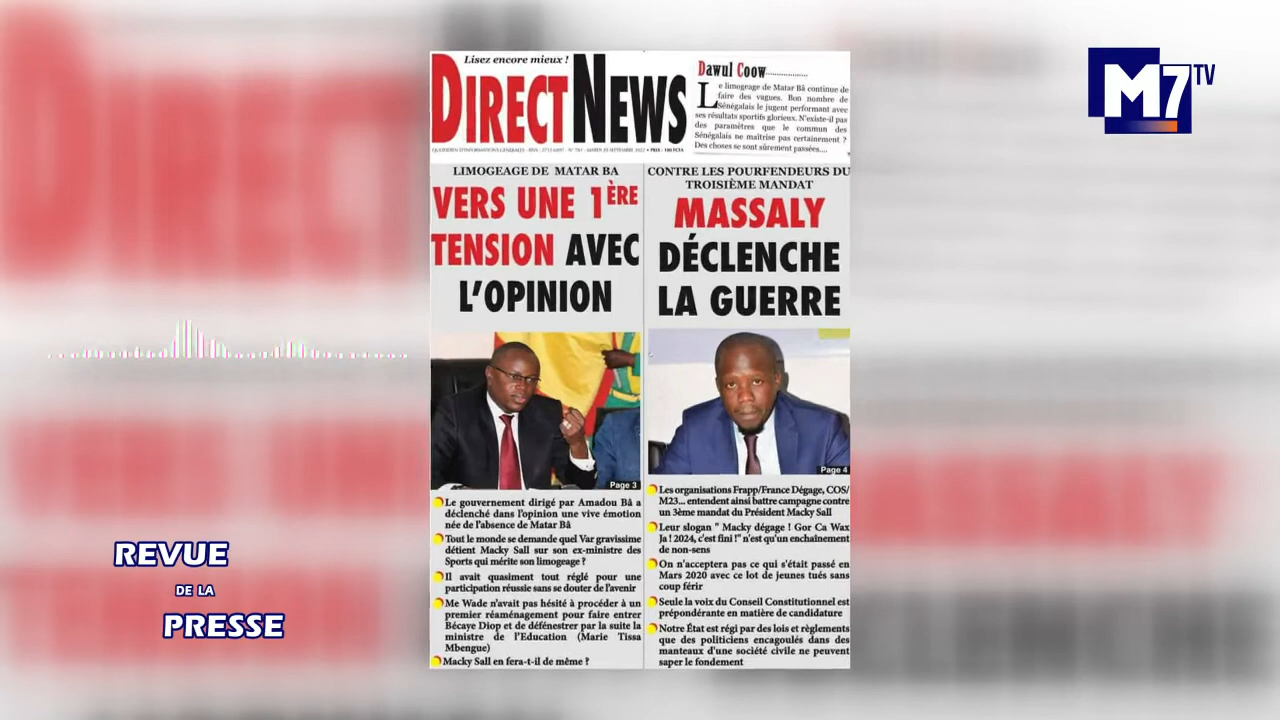 M7TV
Lisez encore mieux !
DIRECTNEWS
Dawul Coow..................
Le limogeage de Matar Bâ continue de
faire des vagues. Bon nombre de
Sénégalais le jugent performant avec
ses résultats sportifs glorieux. N'existe-il pas
des paramètres que le commun des
Sénégalais ne maîtrise pas certainement ?
Des choses se sont sûrement passées....
LIMOGEAGE DE MATAR BA
VERS UNE 1ÈRE
TENSION AVEC
L'OPINION
Page 3
Le gouvernement dirigé par Amadou Bâ a
déclenché dans l'opinion une vive émotion
née de l'absence de Matar Bâ
Tout le monde se demande quel Var gravissime
détient Macky Sall sur son ex-ministre des
Sports qui mérite son limogeage ?
Il avait quasiment tout réglé pour une
participation réussie sans se douter de l'avenir
Me Wade n'avait pas hésité à procéder à un
premier réaménagement pour faire entrer
Bécaye Diop et de défénestrer par la suite la
ministre de l'Education (Marie Tissa
Mbengue)
Macky Sall en fera-t-il de même ?
CONTRE LES POURFENDEURS DU
TROISIÈME MANDAT
MASSALY
DÉCLENCHE
LA GUERRE
Page 4
Les organisations Frapp/France Dégage, COS/
M23... entendent ainsi battre campagne contre
un 3ème mandat du Président Macky Sall
Leur slogan " Macky dégage ! Gor Ca Wax
Ja ! 2024, c'est fini !" n'est qu'un enchaînement
de non-sens
On n'acceptera pas ce qui s'était passé en
Mars 2020 avec ce lot de jeunes tués sans
coup férir
Seule la voix du Conseil Constitutionnel est
prépondérante en matière de candidature
Notre État est régi par des lois et règlements
que des politiciens encagoulés dans des
manteaux d'une société civile ne peuvent
saper le fondement
REVUE
DE LA
PRESSE